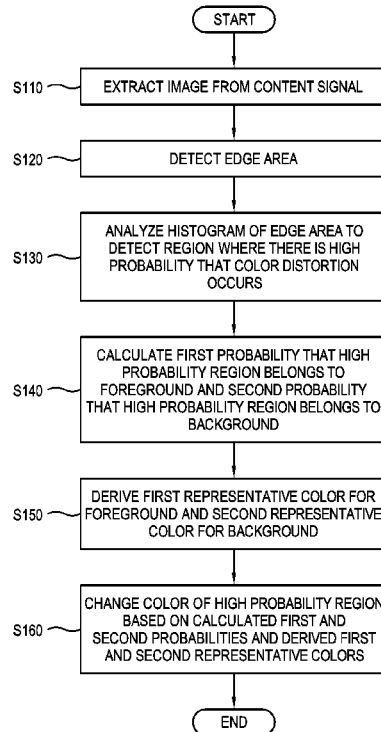 START
S110
EXTRACT IMAGE FROM CONTENT SIGNAL
S120
DETECT EDGE AREA
S130
ANALYZE HISTOGRAM OF EDGE AREA TO
DETECT REGION WHERE THERE IS HIGH
PROBABILITY THAT COLOR DISTORTION
OCCURS
S140
CALCULATE FIRST PROBABILITY THAT HIGH
PROBABILITY REGION BELONGS TO
FOREGROUND AND SECOND PROBABILITY
THAT HIGH PROBABILITY REGION BELONGS TO
BACKGROUND
S150
DERIVE FIRST REPRESENTATIVE COLOR FOR
FOREGROUND AND SECOND REPRESENTATIVE
COLOR FOR BACKGROUND
S160
CHANGE COLOR OF HIGH PROBABILITY REGION
BASED ON CALCULATED FIRST AND
SECOND PROBABILITIES AND DERIVED FIRST
AND SECOND REPRESENTATIVE COLORS
END